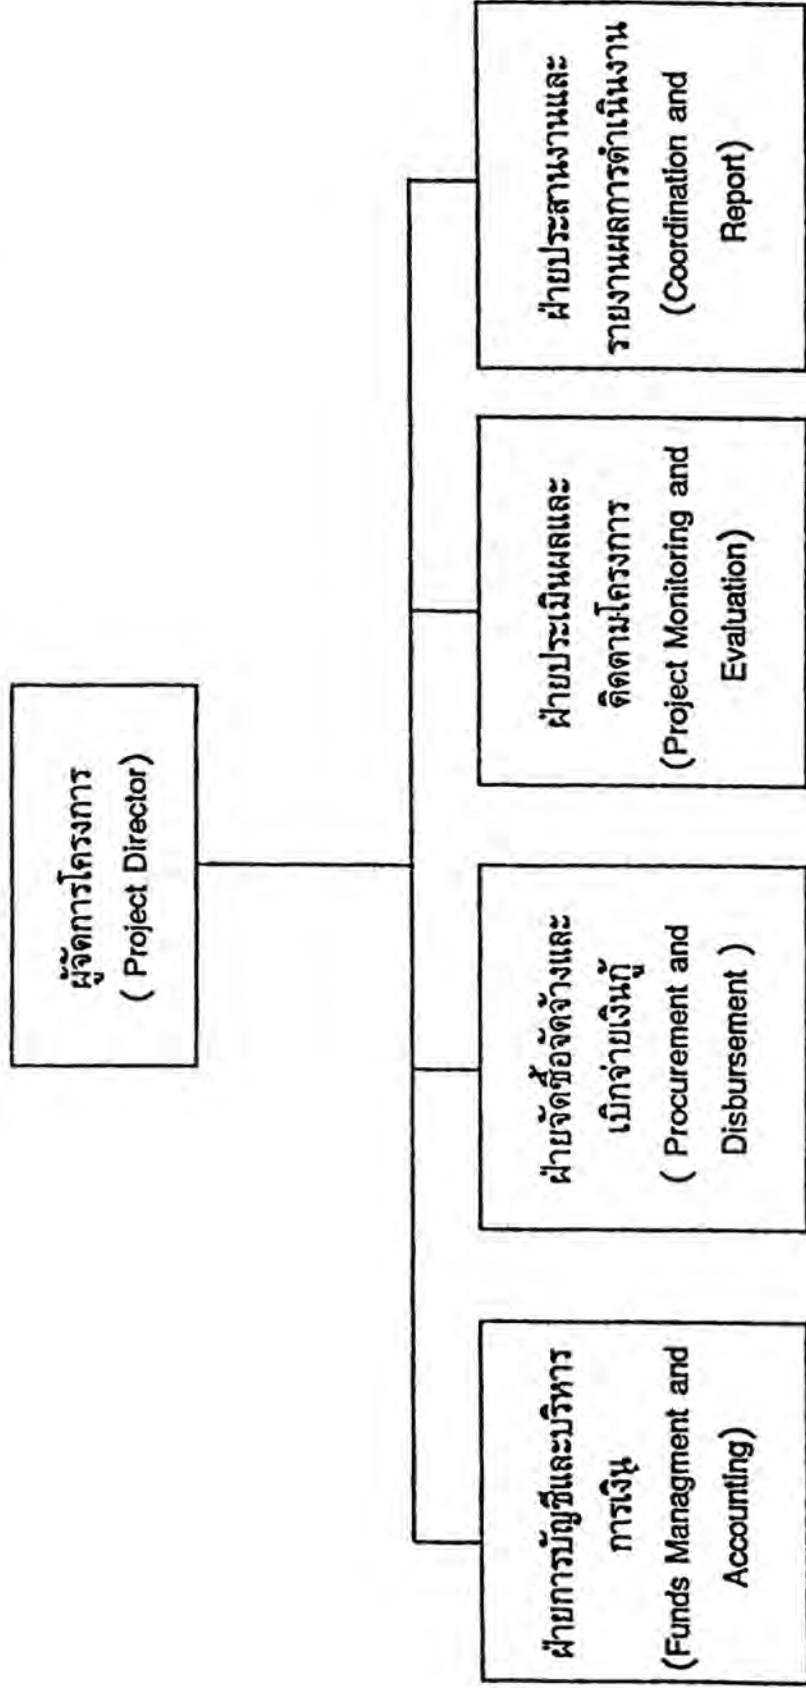 ผู้จัดการโครงการ
( Project Director)
ฝ่ายการบัญชีและบริหาร
การเงิน
(Funds Managment and
Accounting)
ฝ่ายจัดซื้อจัดจ้างและ
เบิกจ่ายเงินกู้
( Procurement and
Disbursement )
ฝ่ายประเมินผลและ
ติดตามโครงการ
(Project Monitoring and
Evaluation)
ฝ่ายประสานงานและ
รายงานผลการดำเนินงาน
(Coordination and
Report)